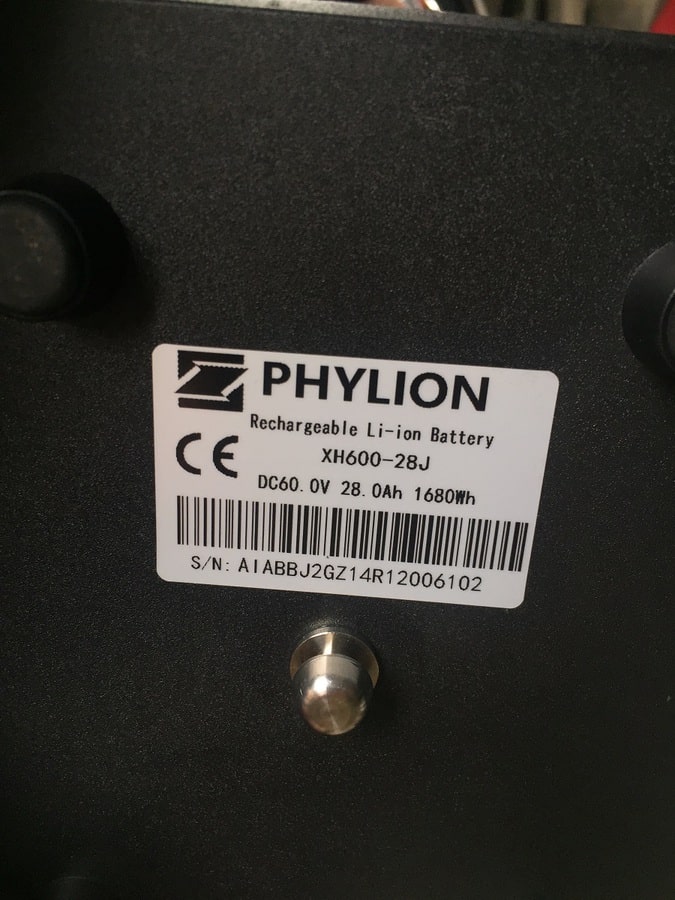 PHYLION
Rechargeable Li-ion Battery
CE
XH600-28J
DC60.0V 28.0Ah 1680Wh
S/N: AIABBJ2GZ14R12006102